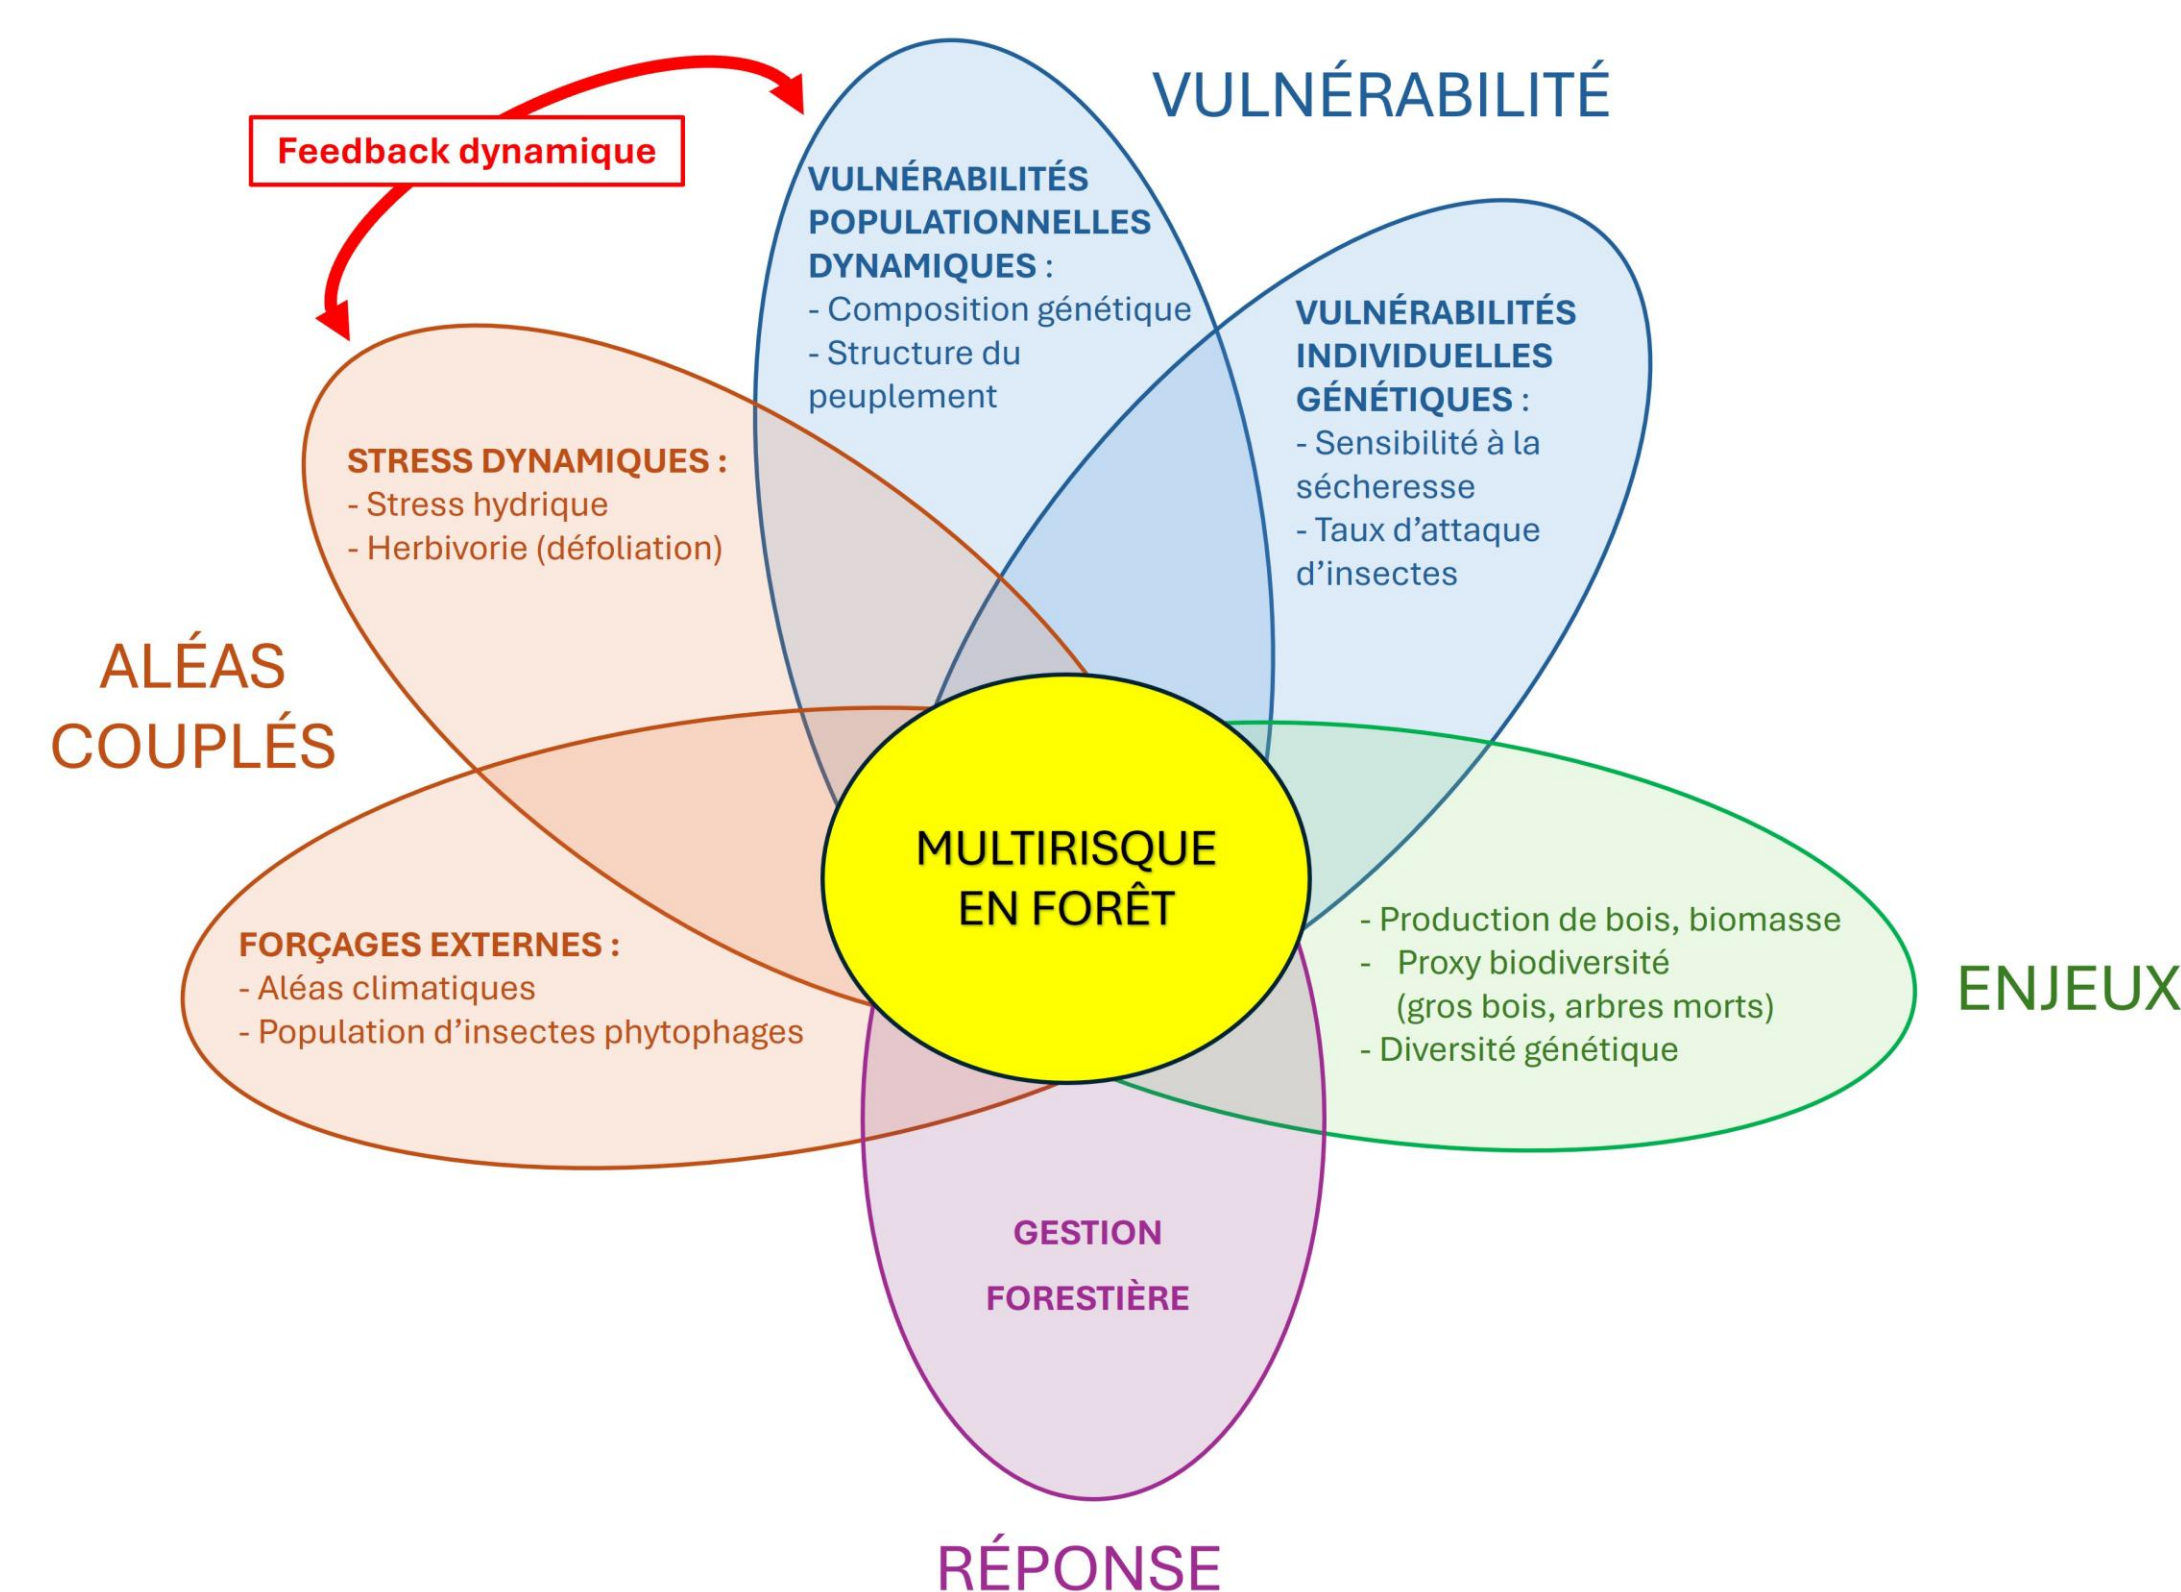 VULNÉRABILITÉ
Feedback dynamique
VULNÉRABILITÉS
POPULATIONNELLES
DYNAMIQUES :
- Composition génétique
- Structure du
peuplement
VULNÉRABILITÉS
INDIVIDUELLES
GÉNÉTIQUES :
- Sensibilité à la
sécheresse
- Taux d’attaque
d’insectes
STRESS DYNAMIQUES :
- Stress hydrique
- Herbivorie (défoliation)
ALÉAS
COUPLÉS
MULTIRISQUE
EN FORÊT
FORÇAGES EXTERNES :
- Aléas climatiques
- Population d’insectes phytophages
- Production de bois, biomasse
- Proxy biodiversité
(gros bois, arbres morts)
- Diversité génétique
ENJEUX
GESTION
FORESTIÈRE
RÉPONSE